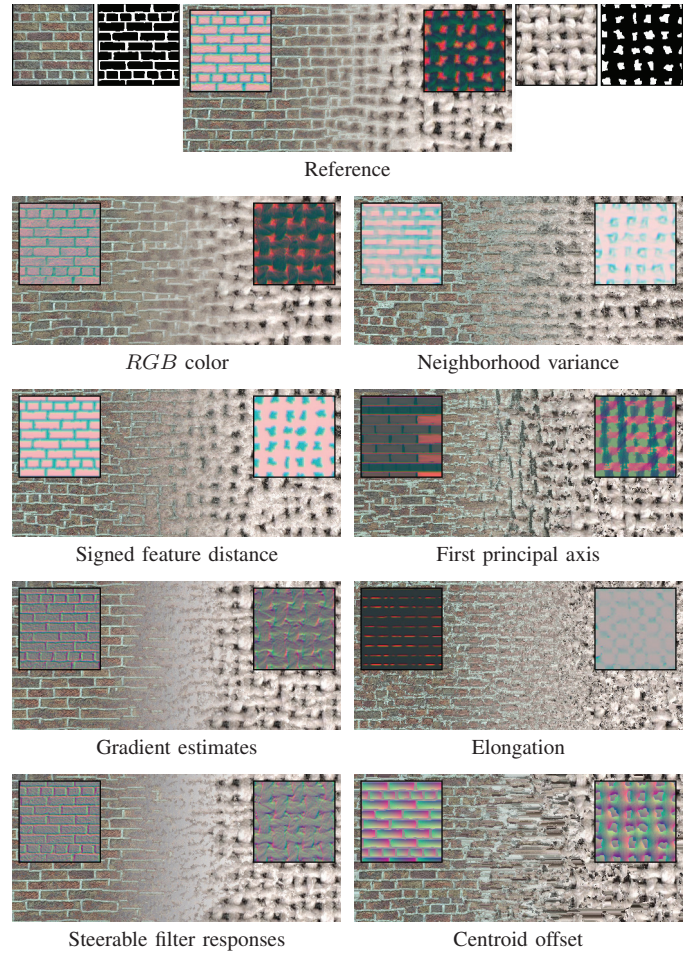 Reference
RGB color
Neighborhood variance
Signed feature distance
First principal axis
Gradient estimates
Elongation
Steerable filter responses
Centroid offset